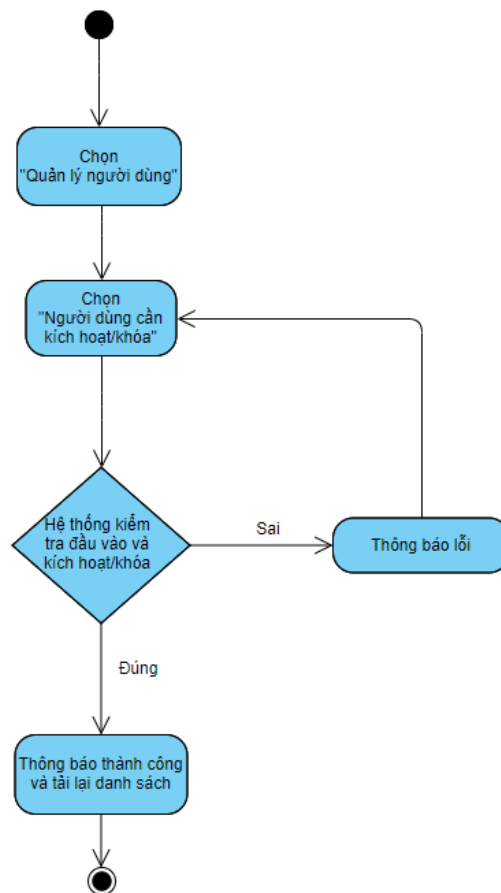 Chọn
"Quản lý người dùng"
Chọn
"Người dùng cần
kích hoạt/khóa"
Hệ thống kiểm
tra đầu vào và
kích hoạt/khóa
Sai
Thông báo lỗi
Đúng
Thông báo thành công
và tải lại danh sách